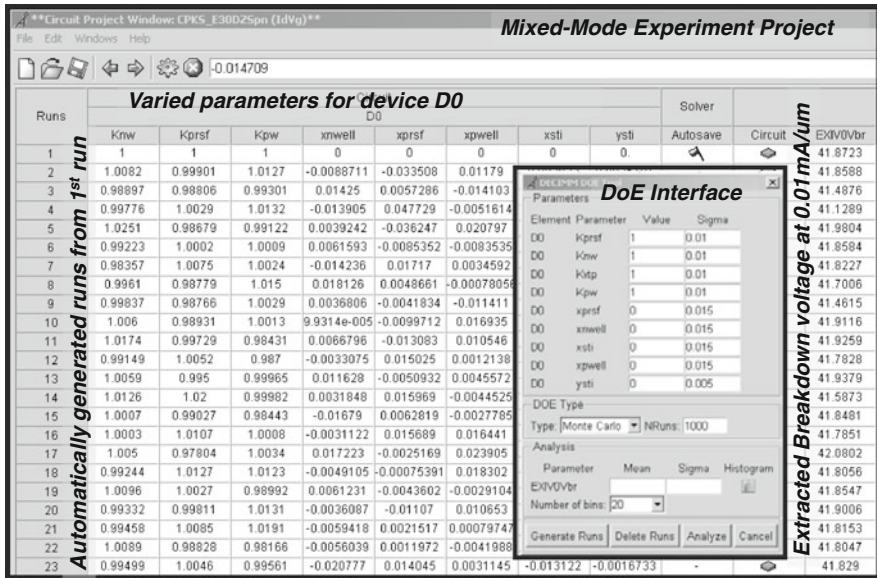 **Circuit Project Window: CPKS_E30DZSpn (IdVg)**
Mixed-Mode Experiment Project
File Edit Windows Help
-0.014709
Varied parameters for device D0
D0
Runs Solver
Knw Kprsf Kpw xnwell xprsf xpwell xsti ysti Autosave Circuit EXIV0Vbr
1 1 1 1 0 0 0 0 0. 41.8723
2 1.0082 0.99901 1.0127 -0.0088711 -0.033508 0.01179 41.8588
3 0.98897 0.98806 0.99301 0.01425 0.0057286 -0.014103 41.4876
4 0.99776 1.0029 1.0132 -0.013905 0.047729 -0.0051614 41.1289
5 1.0251 0.98679 0.99122 0.0039242 -0.036247 0.020797 41.9804
6 0.99223 1.0002 1.0009 0.0061593 -0.0085352 -0.0083535 41.8584
7 0.98357 1.0075 1.0024 -0.014236 0.01717 0.0034592 41.8227
8 0.9961 0.98779 1.015 0.018126 0.0048661 -0.00078056 41.7006
9 0.99837 0.98766 1.0029 0.0036806 -0.0041834 -0.011411 41.4615
10 1.006 0.98931 1.0013 9.9314e-005 -0.0099712 0.016935 41.9116
11 1.0174 0.99729 0.98431 0.0066796 -0.013083 0.010546 41.9259
12 0.99149 1.0052 0.987 -0.0033075 0.015025 0.0012138 41.7828
13 1.0059 0.995 0.99965 0.011628 -0.0050932 0.0045572 41.9379
14 1.0126 1.02 0.99982 0.0031848 0.015969 -0.0044525 41.5873
15 1.0007 0.99027 0.98443 -0.01679 0.0062819 -0.0027785 41.8481
16 1.0003 1.0107 1.0008 -0.0031122 0.015689 0.016441 41.7851
17 1.005 0.97804 1.0034 0.017223 -0.0025169 0.023905 42.0802
18 0.99244 1.0127 1.0123 -0.0049105 -0.00075391 0.018302 41.8056
19 1.0096 1.0027 0.98992 0.0061231 -0.0043602 -0.0029104 41.8547
20 0.99332 0.99811 1.0131 -0.0036087 -0.01107 0.010653 41.9006
21 0.99458 1.0085 1.0191 -0.0059418 0.0021517 0.00079747 41.8153
22 1.0089 0.98828 0.98166 -0.0056039 0.0011972 -0.0041988 41.8047
23 0.99499 1.0046 0.99561 -0.020777 0.014045 0.0031145 -0.013122 -0.0016733 - 41.829
Automatically generated runs from 1st run
DECIMM
DoE Interface
Parameters
Element Parameter Value Sigma
D0 Kprsf 1 0.01
D0 Knw 1 0.01
D0 Kxtp 1 0.01
D0 Kpw 1 0.01
D0 xprsf 0 0.015
D0 xnwell 0 0.015
D0 xsti 0 0.015
D0 xpwell 0 0.015
D0 ysti 0 0.005
DOE Type
Type: Monte Carlo NRuns: 1000
Analysis
Parameter Mean Sigma Histogram
EXIV0Vbr
Number of bins: 20
Generate Runs Delete Runs Analyze Cancel
Extracted Breakdown voltage at 0.01mA/um